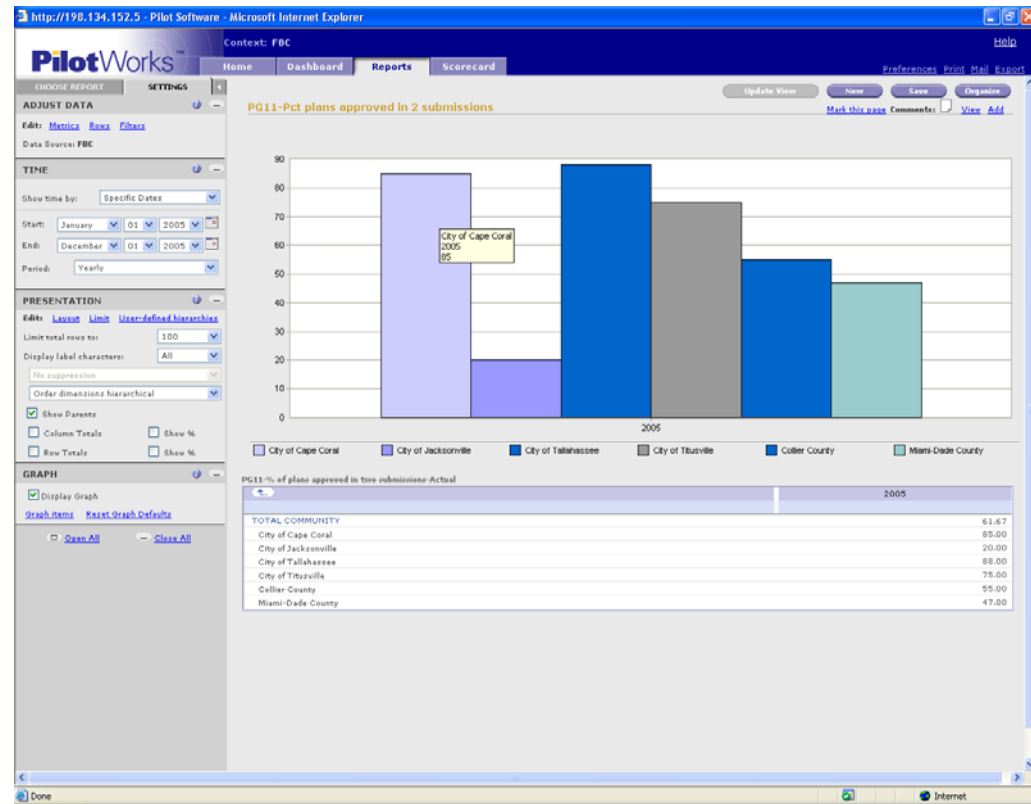 http://198.134.152.5 - Pilot Software - Microsoft Internet Explorer
PilotWorks™
Context: FBC
Help
Home Dashboard Reports Scorecard
Preferences Print Mail Export
CHOOSE REPORT SETTINGS
Update View New Save Organize
ADJUST DATA
PG11-Pct plans approved in 2 submissions
Mark this page Comments: View Add
Edit: Metrics Rows Filters
Data Source: FBC
TIME
Show time by: Specific Dates
Start: January 01 2005
End: December 01 2005
Period: Yearly
PRESENTATION
Edit: Layout Limit User-defined hierarchies
Limit total rows to: 100
Display label characters: All
No suppression
Order dimensions hierarchical
Show Parents
Column Totals Show %
Row Totals Show %
GRAPH
Display Graph
Graph Items Reset Graph Defaults
Open All Close All
90
80
70
60
50
40
30
20
10
0
City of Cape Coral
2005
85
2005
City of Cape Coral City of Jacksonville City of Tallahassee City of Titusville Collier County Miami-Dade County
PG11-% of plans approved in two submissions-Actual
2005
TOTAL COMMUNITY 61.67
City of Cape Coral 85.00
City of Jacksonville 20.00
City of Tallahassee 88.00
City of Titusville 75.00
Collier County 55.00
Miami-Dade County 47.00
Done
Internet